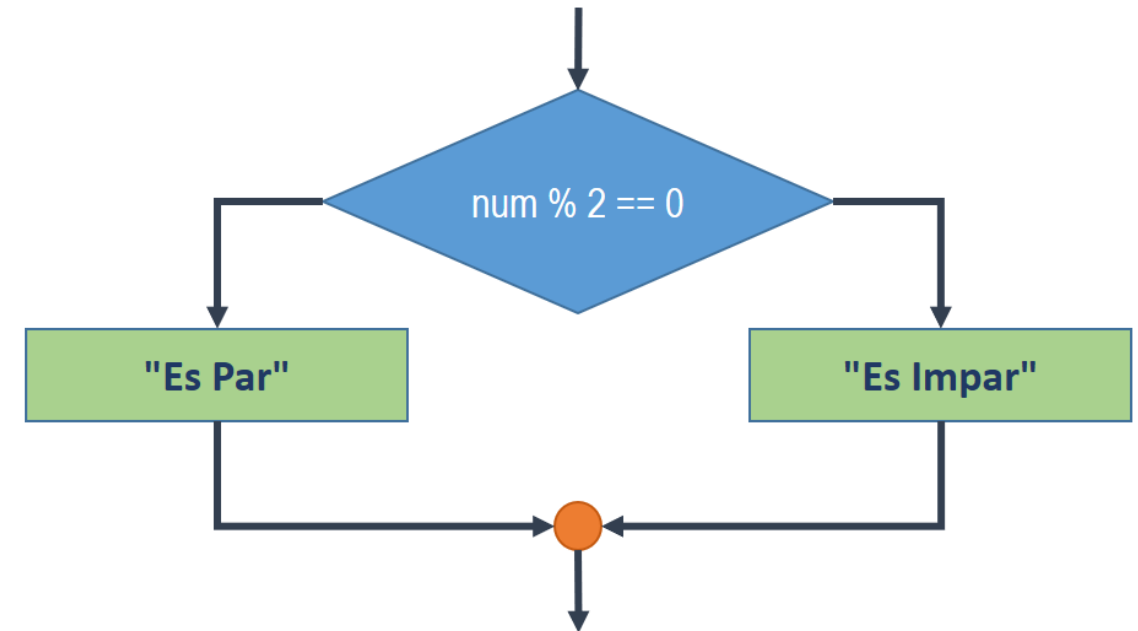 num % 2 == 0
"Es Par"
"Es Impar"